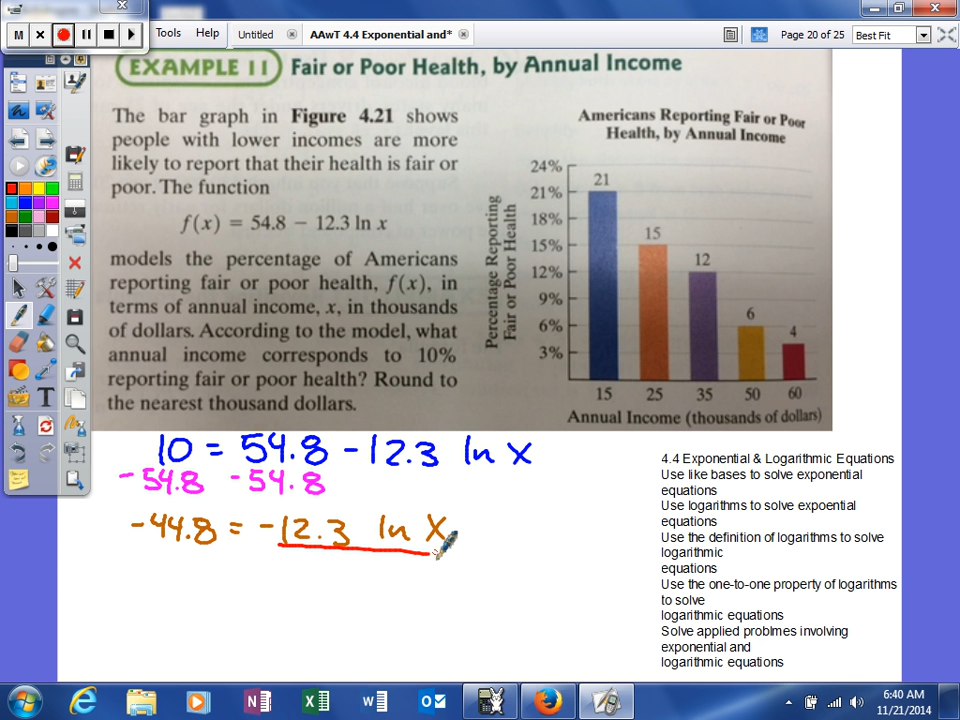 M
Tools Help Untitled AAwT 4.4 Exponential and* Page 20 of 25 Best Fit
EXAMPLE 11 Fair or Poor Health, by Annual Income
The bar graph in Figure 4.21 shows
people with lower incomes are more
likely to report that their health is fair or
poor. The function
f(x) = 54.8 − 12.3 ln x
models the percentage of Americans
reporting fair or poor health, f(x), in
terms of annual income, x, in thousands
of dollars. According to the model, what
annual income corresponds to 10%
reporting fair or poor health? Round to
the nearest thousand dollars.
Americans Reporting Fair or Poor
Health, by Annual Income
Percentage Reporting
Fair or Poor Health
24%
21%
18%
15%
12%
9%
6%
3%
21
15
12
6
4
15 25 35 50 60
Annual Income (thousands of dollars)
10 = 54.8 − 12.3 ln x
− 54.8 − 54.8
− 44.8 = − 12.3 ln x
4.4 Exponential & Logarithmic Equations
Use like bases to solve exponential
equations
Use logarithms to solve expoential
equations
Use the definition of logarithms to solve
logarithmic
equations
Use the one-to-one property of logarithms
to solve
logarithmic equations
Solve applied problmes involving
exponential and
logarithmic equations
6:40 AM
11/21/2014